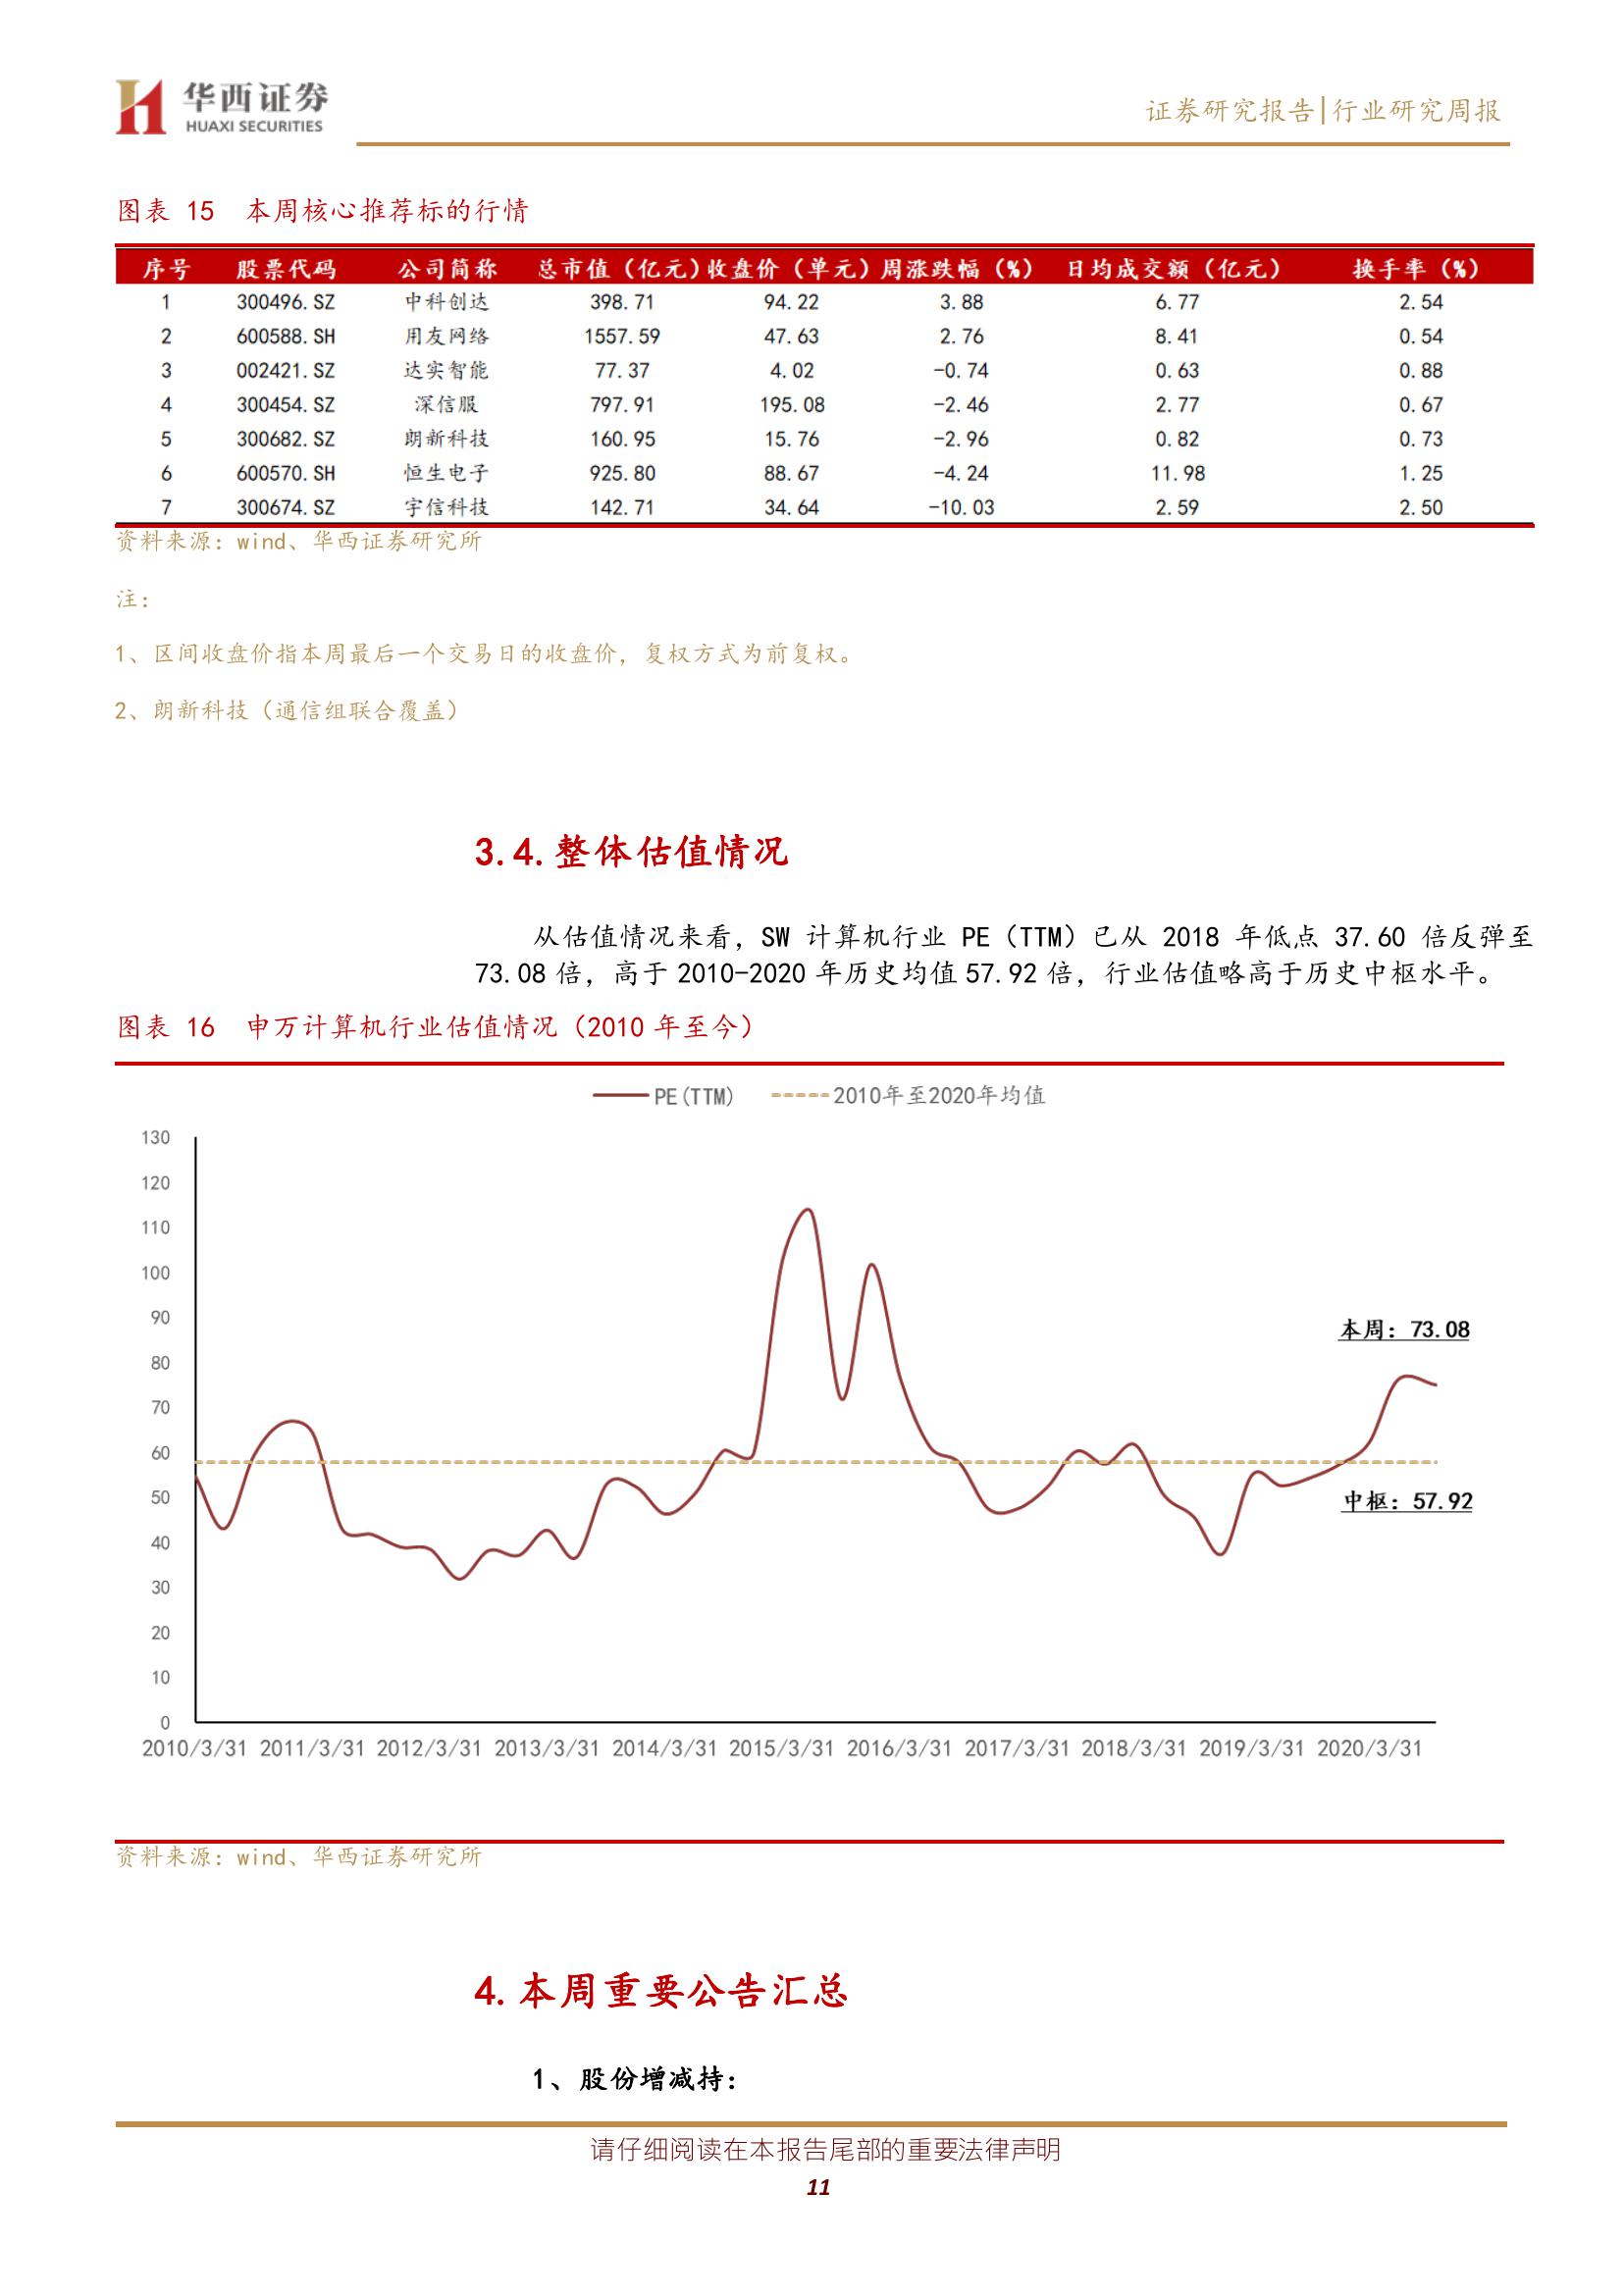 华西证券
HUAXI SECURITIES
证券研究报告|行业研究周报
图表 15 本周核心推荐标的行情
序号 股票代码 公司简称 总市值（亿元） 收盘价（单元） 周涨跌幅（%） 日均成交额（亿元） 换手率（%）
1 300496.SZ 中科创达 398.71 94.22 3.88 6.77 2.54
2 600588.SH 用友网络 1557.59 47.63 2.76 8.41 0.54
3 002421.SZ 达实智能 77.37 4.02 -0.74 0.63 0.88
4 300454.SZ 深信服 797.91 195.08 -2.46 2.77 0.67
5 300682.SZ 朗新科技 160.95 15.76 -2.96 0.82 0.73
6 600570.SH 恒生电子 925.80 88.67 -4.24 11.98 1.25
7 300674.SZ 宇信科技 142.71 34.64 -10.03 2.59 2.50
资料来源：wind、华西证券研究所
注：
1、区间收盘价指本周最后一个交易日的收盘价，复权方式为前复权。
2、朗新科技（通信组联合覆盖）
3.4.整体估值情况
从估值情况来看，SW 计算机行业 PE（TTM）已从 2018 年低点 37.60 倍反弹至
73.08 倍，高于 2010-2020 年历史均值 57.92 倍，行业估值略高于历史中枢水平。
图表 16 申万计算机行业估值情况（2010 年至今）
PE(TTM) 2010年至2020年均值
130
120
110
100
90
本周：73.08
80
70
60
50
中枢：57.92
40
30
20
10
0
2010/3/31 2011/3/31 2012/3/31 2013/3/31 2014/3/31 2015/3/31 2016/3/31 2017/3/31 2018/3/31 2019/3/31 2020/3/31
资料来源：wind、华西证券研究所
4.本周重要公告汇总
1、股份增减持：
请仔细阅读在本报告尾部的重要法律声明
11